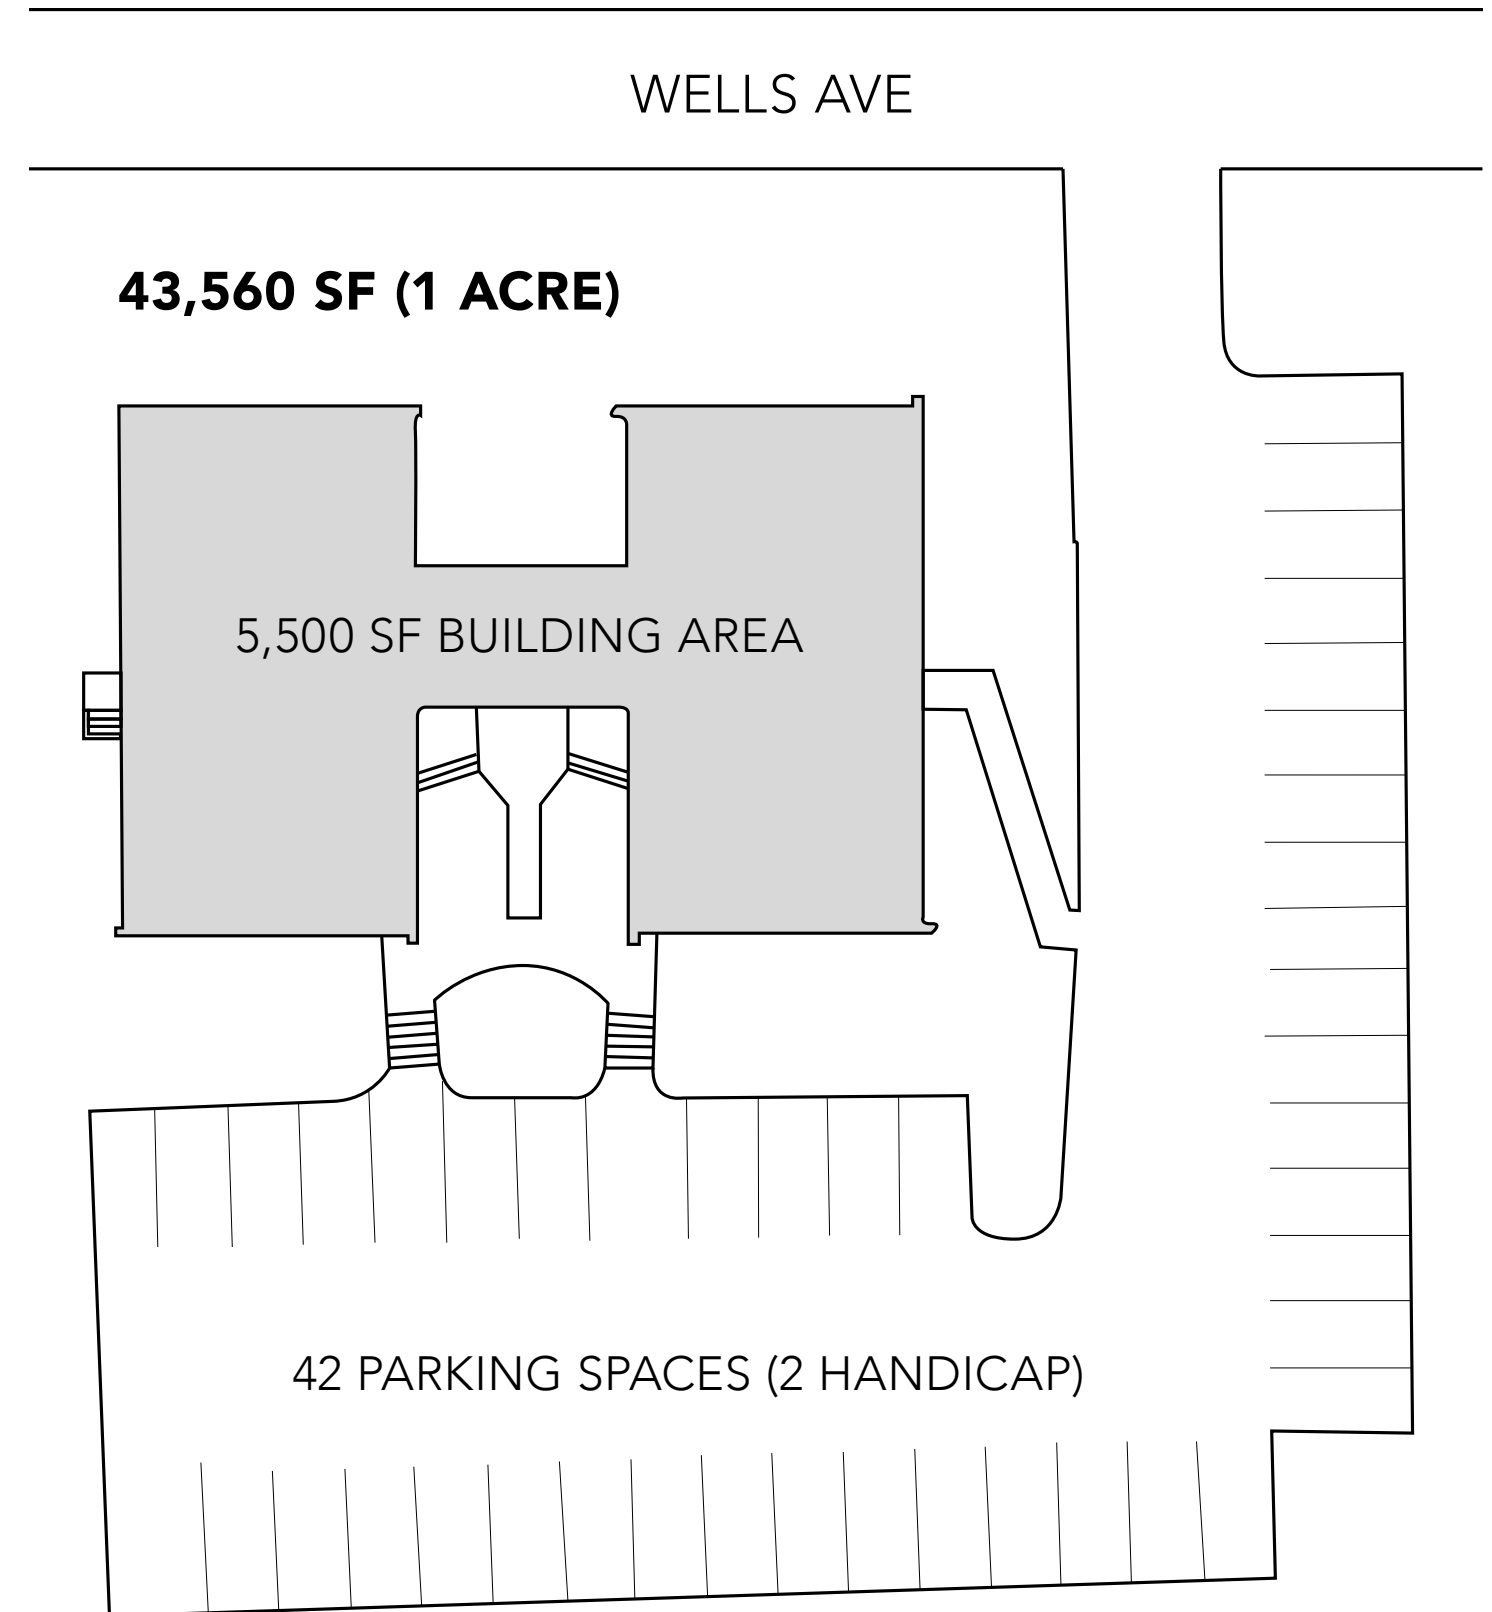 WELLS AVE
43,560 SF (1 ACRE)
5,500 SF BUILDING AREA
42 PARKING SPACES (2 HANDICAP)